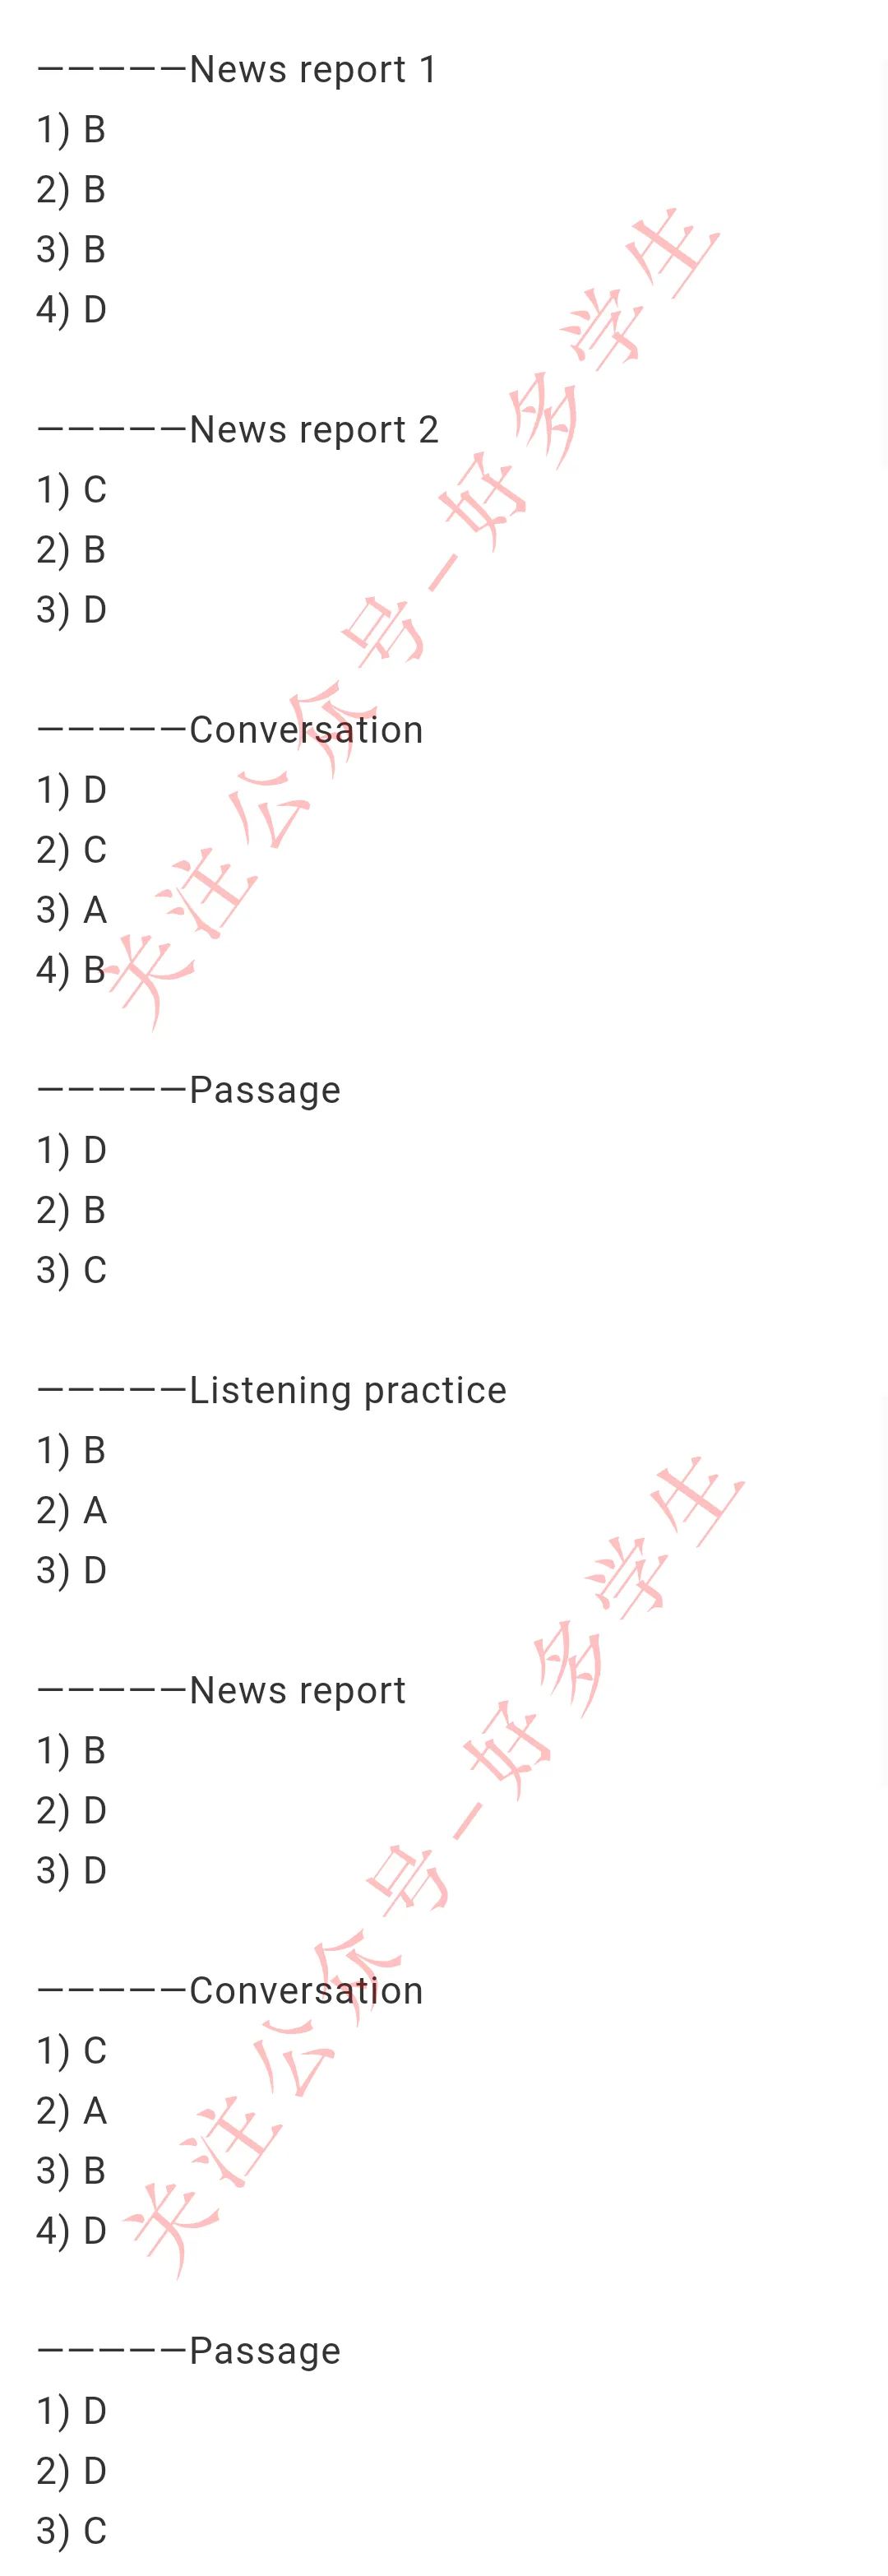 —————News report 1
1) B
2) B
3) B
4) D
—————News report 2
1) C
2) B
3) D
—————Conversation
1) D
2) C
3) A
4) B
—————Passage
1) D
2) B
3) C
—————Listening practice
1) B
2) A
3) D
—————News report
1) B
2) D
3) D
—————Conversation
1) C
2) A
3) B
4) D
—————Passage
1) D
2) D
3) C
关注公众号-好多学生
关注公众号-好多学生